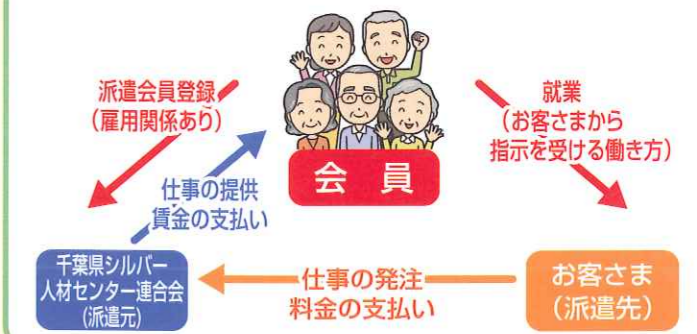 派遣会員登録
(雇用関係あり)
就業
(お客さまから
指示を受ける働き方)
会員
仕事の提供
賃金の支払い
千葉県シルバー
人材センター連合会
(派遣元)
仕事の発注
料金の支払い
お客さま
(派遣先)